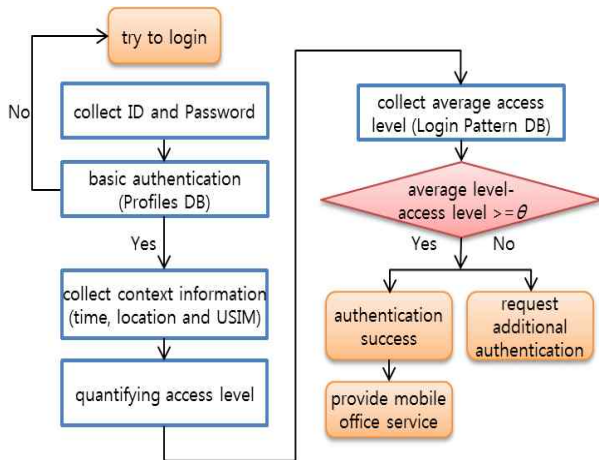 try to login
No
collect ID and Password
basic authentication
(Profiles DB)
Yes
collect context information
(time, location and USIM)
quantifying access level
collect average access
level (Login Pattern DB)
average level-
access level >=θ
Yes
No
authentication
success
request
additional
authentication
provide mobile
office service